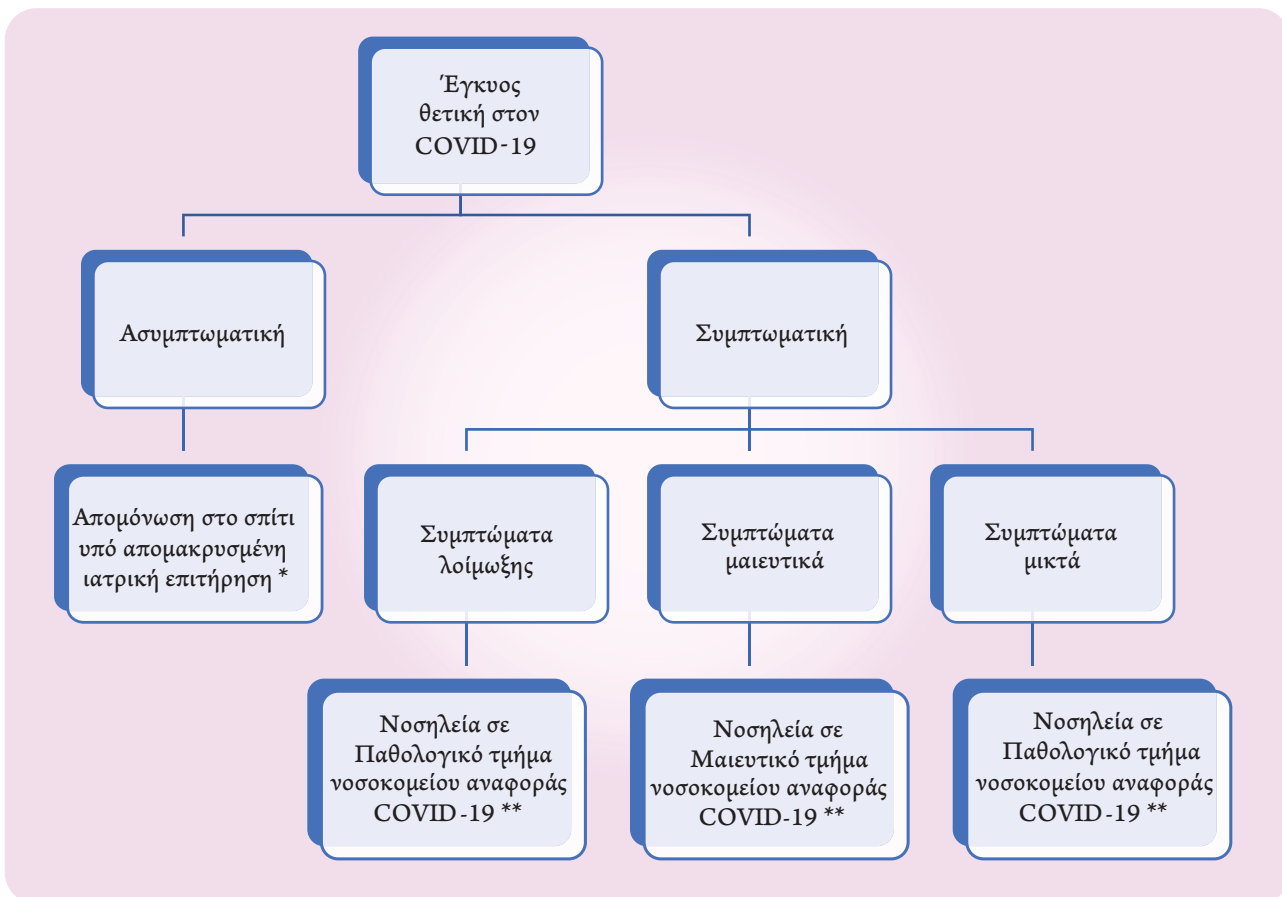 Έγκυος
θετική στον
COVID-19
Ασυμπτωματική
Συμπτωματική
Απομόνωση στο σπίτι
υπό απομακρυσμένη
ιατρική επιτήρηση *
Συμπτώματα
λοίμωξης
Συμπτώματα
μαιευτικά
Συμπτώματα
μικτά
Νοσηλεία σε
Παθολογικό τμήμα
νοσοκομείου αναφοράς
COVID-19 **
Νοσηλεία σε
Μαιευτικό τμήμα
νοσοκομείου αναφοράς
COVID-19 **
Νοσηλεία σε
Παθολογικό τμήμα
νοσοκομείου αναφοράς
COVID-19 **